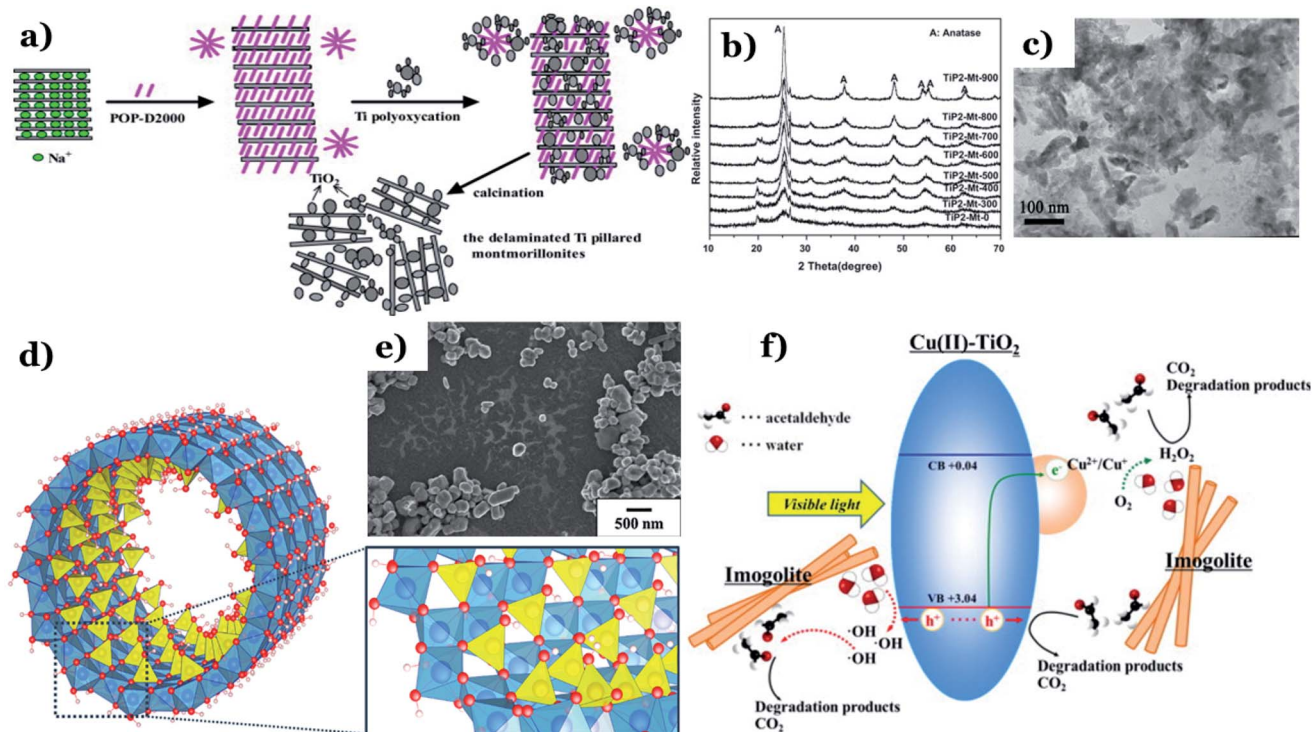 a)
Na⁺
POP-D2000
Ti polyoxycation
calcination
TiO₂
the delaminated Ti pillared
montmorillonites
b)
Relative intensity
A: Anatase
A
A
A
A
A
A
TiP2-Mt-900
TiP2-Mt-800
TiP2-Mt-700
TiP2-Mt-600
TiP2-Mt-500
TiP2-Mt-400
TiP2-Mt-300
TiP2-Mt-0
10 20 30 40 50 60 70
2 Theta(degree)
c)
100 nm
d)
e)
500 nm
f)
Cu(II)-TiO₂
acetaldehyde
water
Visible light
CB +0.04
VB +3.04
e⁻
Cu²⁺/Cu⁺
O₂
H₂O₂
CO₂
Degradation products
Imogolite
Imogolite
h⁺
h⁺
·OH
·OH
·OH
Degradation products
CO₂
Degradation products
CO₂